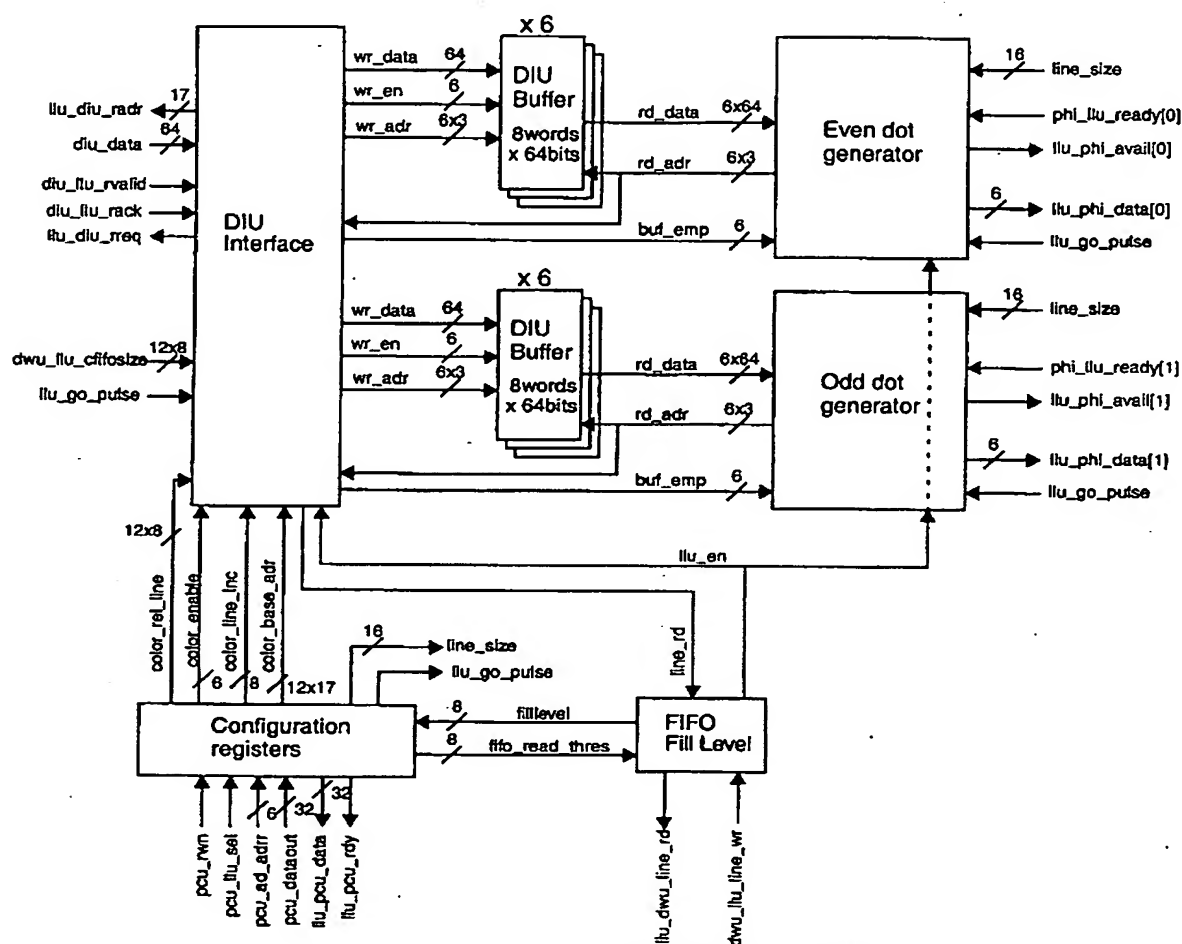 x 6
wr_data
64
wr_en
6
wr_adr
6x3
DIU
Buffer
8words
x 64bits
rd_data
6x64
rd_adr
6x3
buf_emp
6
Even dot
generator
16
line_size
phi_llu_ready[0]
llu_phi_avail[0]
6
llu_phi_data[0]
llu_go_pulse
llu_diu_radr
17
diu_data
64
diu_llu_rvalid
diu_llu_rack
llu_diu_rreq
DIU
Interface
x 6
wr_data
64
wr_en
6
wr_adr
6x3
DIU
Buffer
8words
x 64bits
rd_data
6x64
rd_adr
6x3
buf_emp
6
Odd dot
generator
16
line_size
phi_llu_ready[1]
llu_phi_avail[1]
6
llu_phi_data[1]
llu_go_pulse
dwu_llu_cfifosize
12x8
llu_go_pulse
12x8
llu_en
color_rel_line
color_enable
color_line_inc
color_base_adr
6
8
12x17
16
line_size
llu_go_pulse
line_rd
Configuration
registers
8
filllevel
8
fifo_read_thres
FIFO
Fill Level
6
32
32
pcu_rwn
pcu_llu_sel
pcu_ad_adrr
pcu_dataout
llu_pcu_data
llu_pcu_rdy
llu_dwu_line_rd
dwu_llu_line_wr